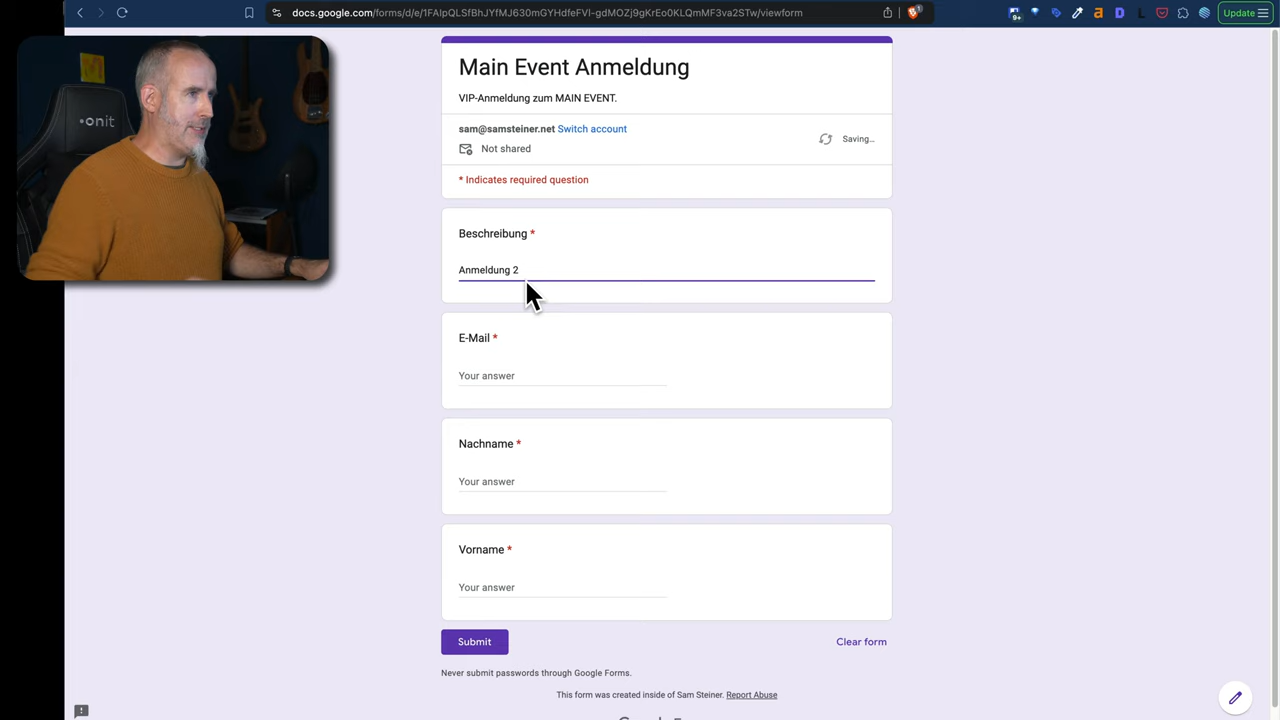 docs.google.com/forms/d/e/1FAIpQLSfBhJYfMJ630mGYHdfeFVI-gdMOZj9gKrEo0KLQmMF3va2STw/viewform
1
Update
onit
Main Event Anmeldung
VIP-Anmeldung zum MAIN EVENT.
sam@samsteiner.net Switch account
Saving...
Not shared
* Indicates required question
Beschreibung *
Anmeldung 2
E-Mail *
Your answer
Nachname *
Your answer
Vorname *
Your answer
Submit
Clear form
Never submit passwords through Google Forms.
This form was created inside of Sam Steiner. Report Abuse